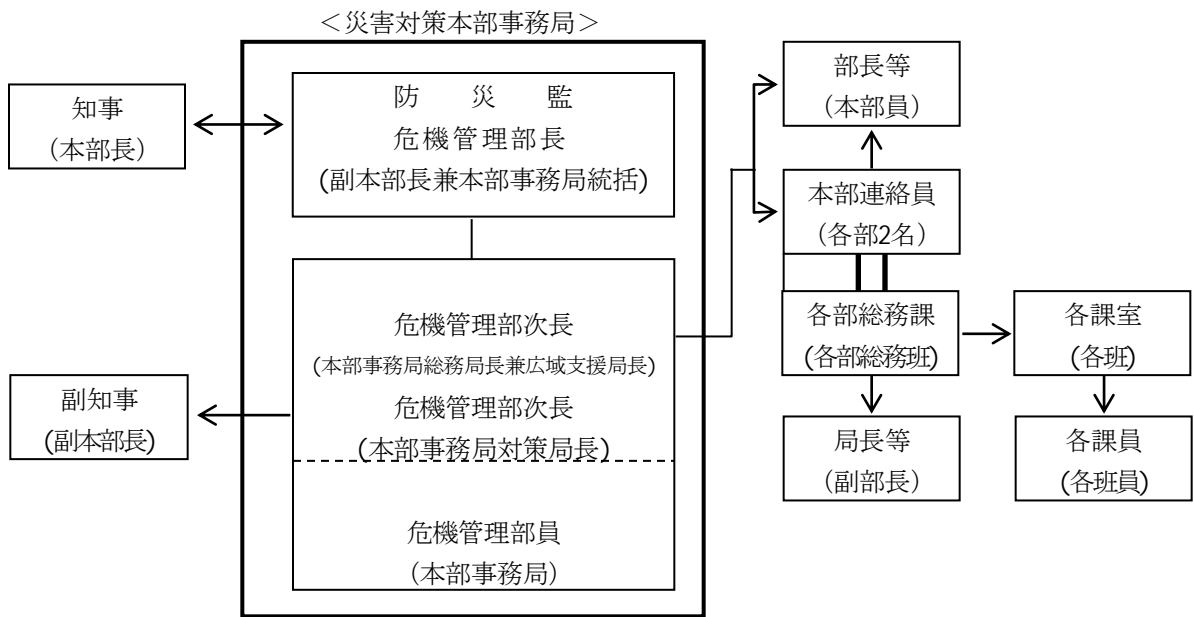 ＜災害対策本部事務局＞
知事
（本部長）
防　災　監
危機管理部長
(副本部長兼本部事務局統括)
危機管理部次長
(本部事務局総務局長兼広域支援局長)
危機管理部次長
(本部事務局対策局長)
危機管理部員
（本部事務局）
副知事
(副本部長)
部長等
（本部員）
本部連絡員
（各部2名）
各部総務課
(各部総務班)
局長等
（副部長）
各課室
(各班)
各課員
(各班員)